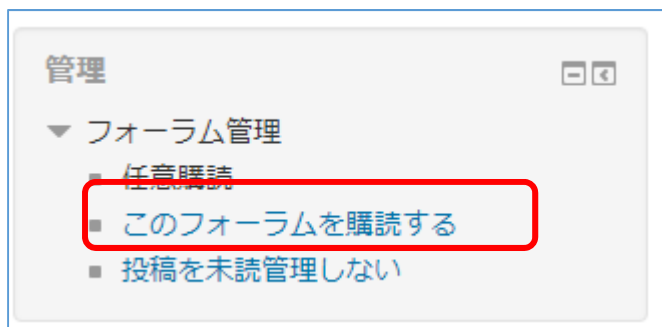 管理
フォーラム管理
任意購読
このフォーラムを購読する
投稿を未読管理しない